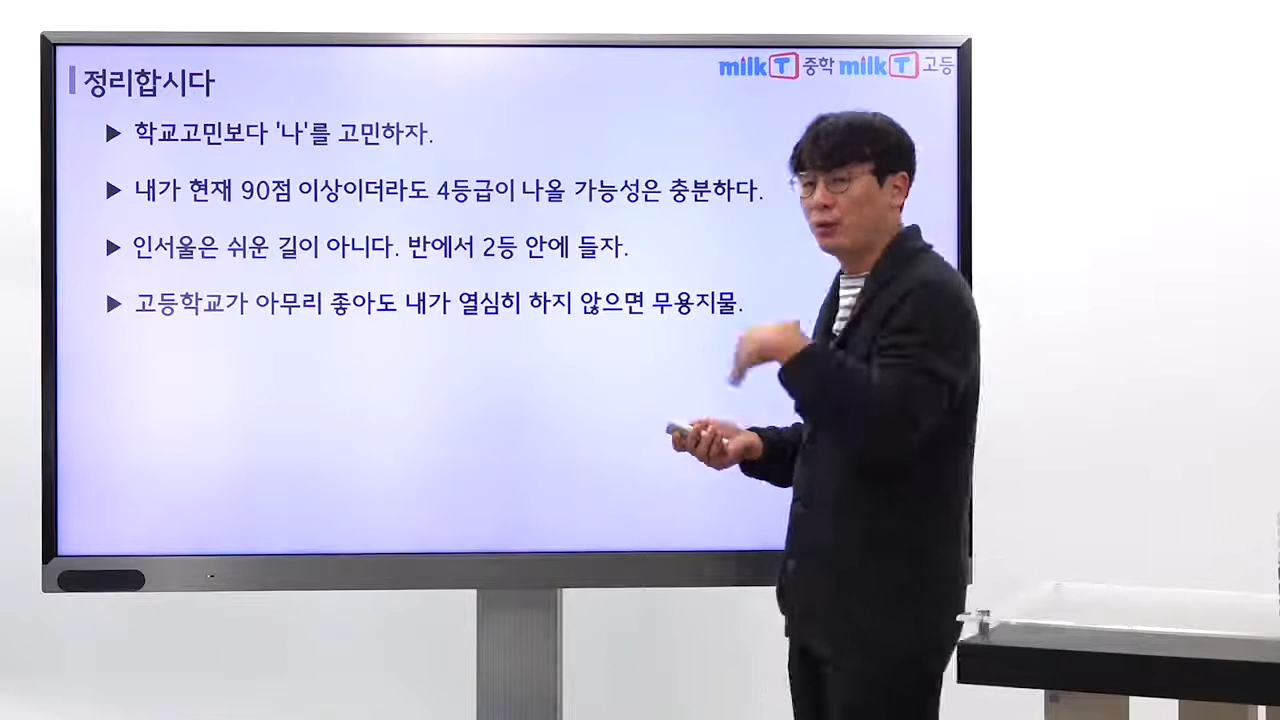 정리합시다
milk T 중학 milk T 고등
▶ 학교고민보다 '나'를 고민하자.
▶ 내가 현재 90점 이상이더라도 4등급이 나올 가능성은 충분하다.
▶ 인서울은 쉬운 길이 아니다. 반에서 2등 안에 들자.
▶ 고등학교가 아무리 좋아도 내가 열심히 하지 않으면 무용지물.